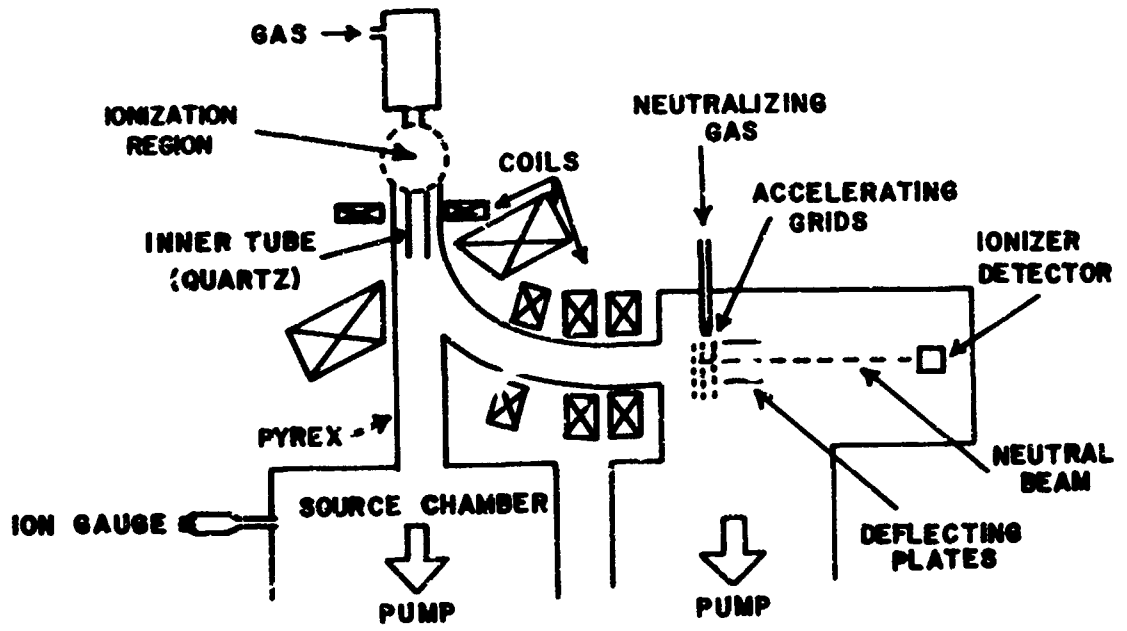 GAS
IONIZATION
REGION
COILS
NEUTRALIZING
GAS
ACCELERATING
GRIDS
IONIZER
DETECTOR
INNER TUBE
(QUARTZ)
PYREX
NEUTRAL
BEAM
ION GAUGE
SOURCE CHAMBER
DEFLECTING
PLATES
PUMP
PUMP